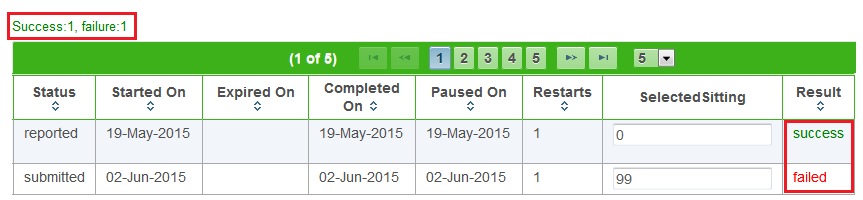 Success:1, failure:1
(1 of 5) 1 2 3 4 5 5
Status Started On Expired On Completed On Paused On Restarts SelectedSitting Result
reported 19-May-2015 19-May-2015 19-May-2015 1 0 success
submitted 02-Jun-2015 02-Jun-2015 02-Jun-2015 1 99 failed